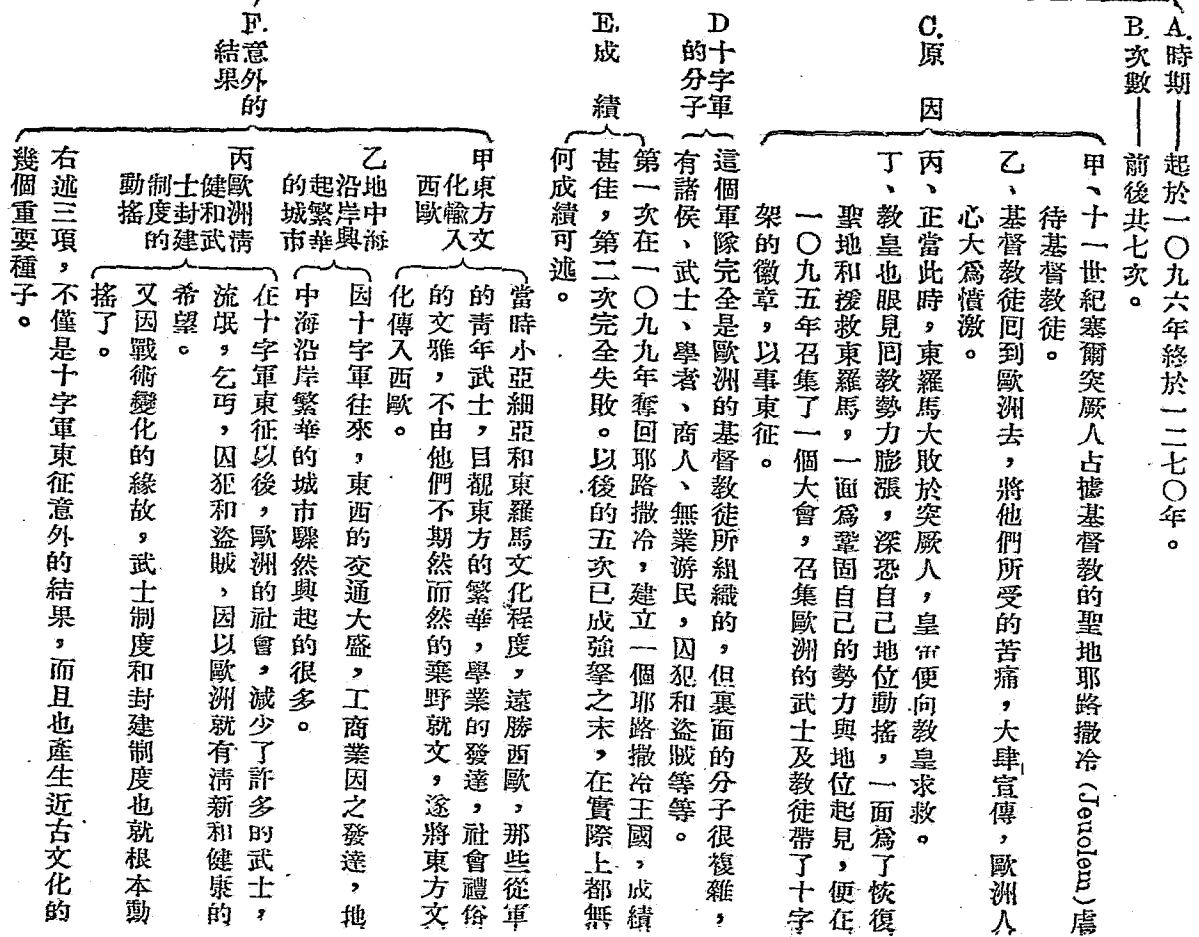 A.時期——起於一〇九六年終於一二七〇年。
B.次數——前後共七次。
C.原因
甲、十一世紀塞爾突厥人占據基督教的聖地耶路撒冷(Jeuolem)虐
待基督教徒。
乙、基督教徒囘到歐洲去，將他們所受的苦痛，大肆宣傳，歐洲人
心大爲憤激。
丙、正當此時，東羅馬大敗於突厥人，皇帝便向教皇求救。
丁、教皇也眼見囘教勢力膨漲，深恐自己地位動搖，一面爲了恢復
聖地和援救東羅馬，一面爲鞏固自己的勢力與地位起見，便在
一〇九五年召集了一個大會，召集歐洲的武士及教徒帶了十字
架的徽章，以事東征。
D十字軍
的分子
這個軍隊完全是歐洲的基督教徒所組織的，但裏面的分子很複雜，
有諸侯、武士、學者、商人、無業游民，囚犯和盜賊等等。
E.成績
第一次在一〇九九年奪回耶路撒冷，建立一個耶路撒冷王國，成績
甚佳，第二次完全失敗。以後的五次已成強弩之末，在實際上都無
何成績可述。
F.意外的
結果
甲東方文
化輸入
西歐
當時小亞細亞和東羅馬文化程度，遠勝西歐，那些從軍
的青年武士，目覩東方的繁華，學業的發達，社會禮俗
的文雅，不由他們不期然而然的棄野就文，遂將東方文
化傳入西歐。
乙地中海
沿岸興
起繁華
的城市
因十字軍往來，東西的交通大盛，工商業因之發達，地
中海沿岸繁華的城市驟然興起的很多。
丙歐洲清
健和武
士封建
制度的
動搖
在十字軍東征以後，歐洲的社會，減少了許多的武士，
流氓，乞丐，囚犯和盜賊，因以歐洲就有清新和健康的
希望。
又因戰術變化的緣故，武士制度和封建制度也就根本動
搖了。
右述三項，不僅是十字軍東征意外的結果，而且也產生近古文化的
幾個重要種子。